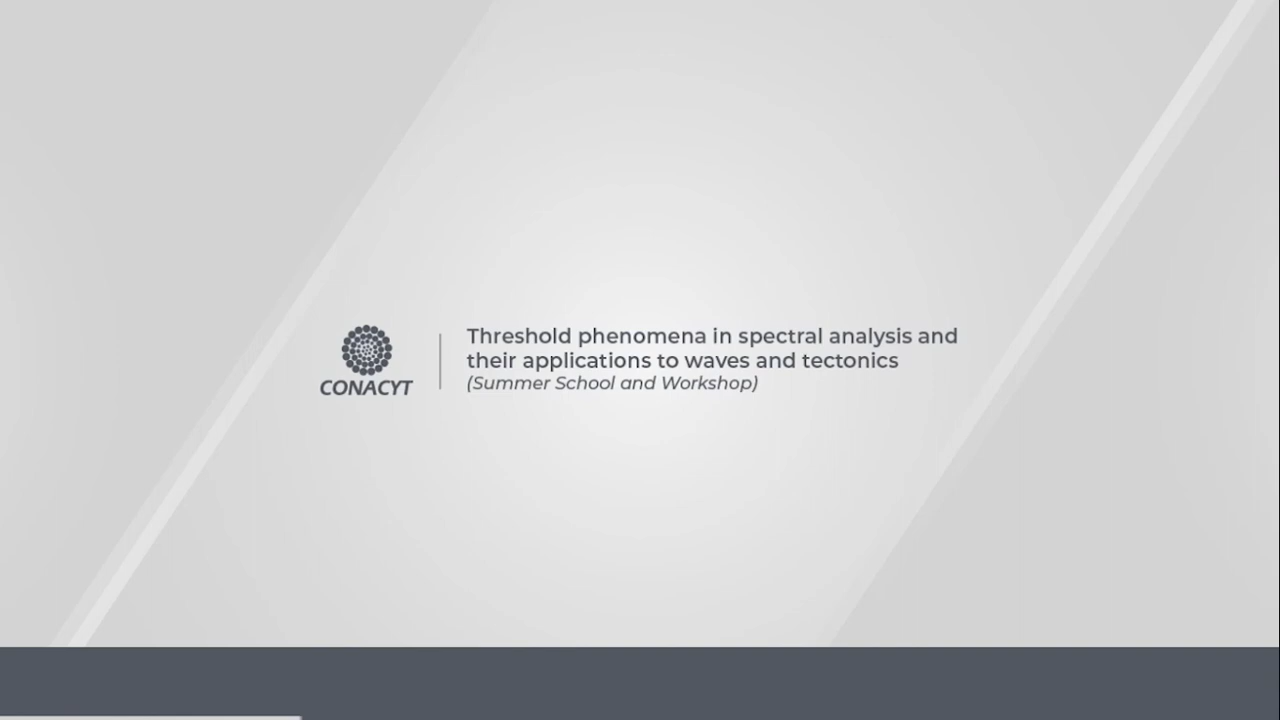 CONACYT
Threshold phenomena in spectral analysis and
their applications to waves and tectonics
(Summer School and Workshop)